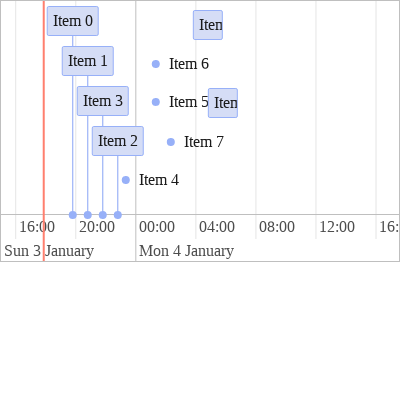 Item 0
Item 1
Item 6
Item 3
Item 5
Item 2
Item 7
Item 4
16:00 20:00 00:00 04:00 08:00 12:00
Sun 3 January Mon 4 January